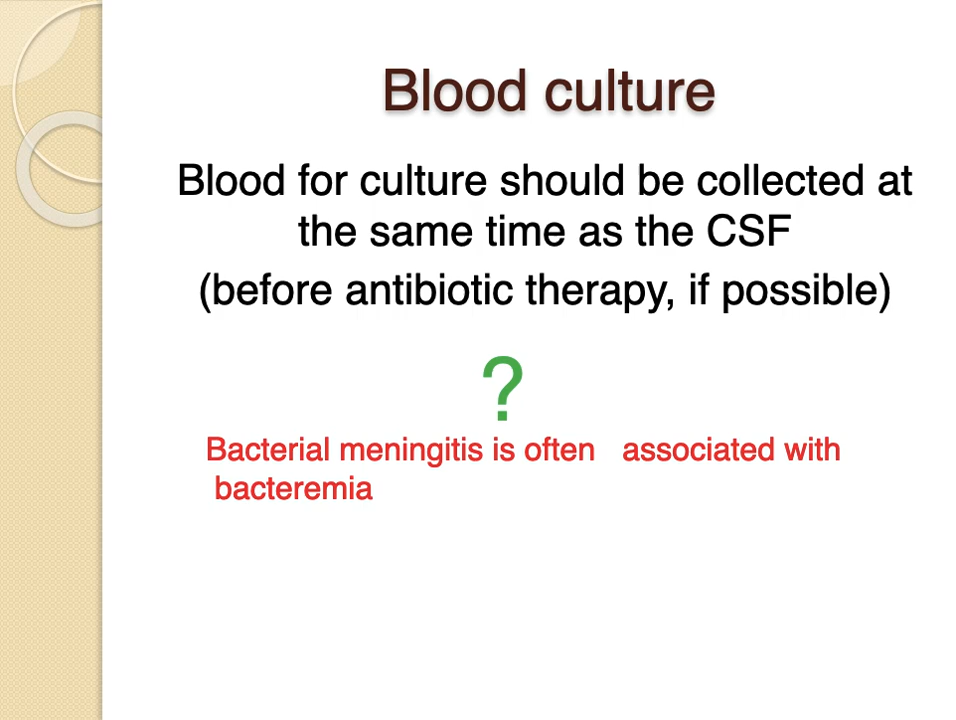 Blood culture
Blood for culture should be collected at
the same time as the CSF
(before antibiotic therapy, if possible)
?
Bacterial meningitis is often   associated with
bacteremia